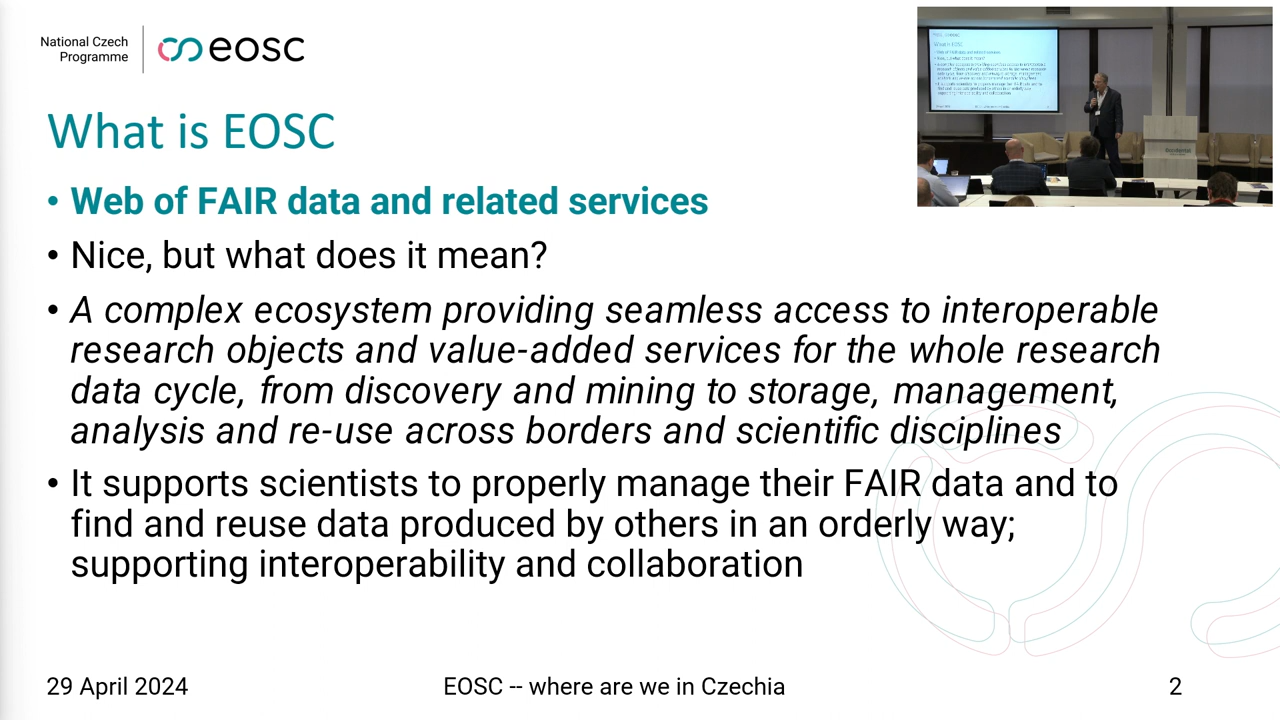 National Czech
Programme
eosc
What is EOSC
• Web of FAIR data and related services
• Nice, but what does it mean?
• A complex ecosystem providing seamless access to interoperable
research objects and value-added services for the whole research
data cycle, from discovery and mining to storage, management,
analysis and re-use across borders and scientific disciplines
• It supports scientists to properly manage their FAIR data and to
find and reuse data produced by others in an orderly way;
supporting interoperability and collaboration
29 April 2024
EOSC -- where are we in Czechia
2